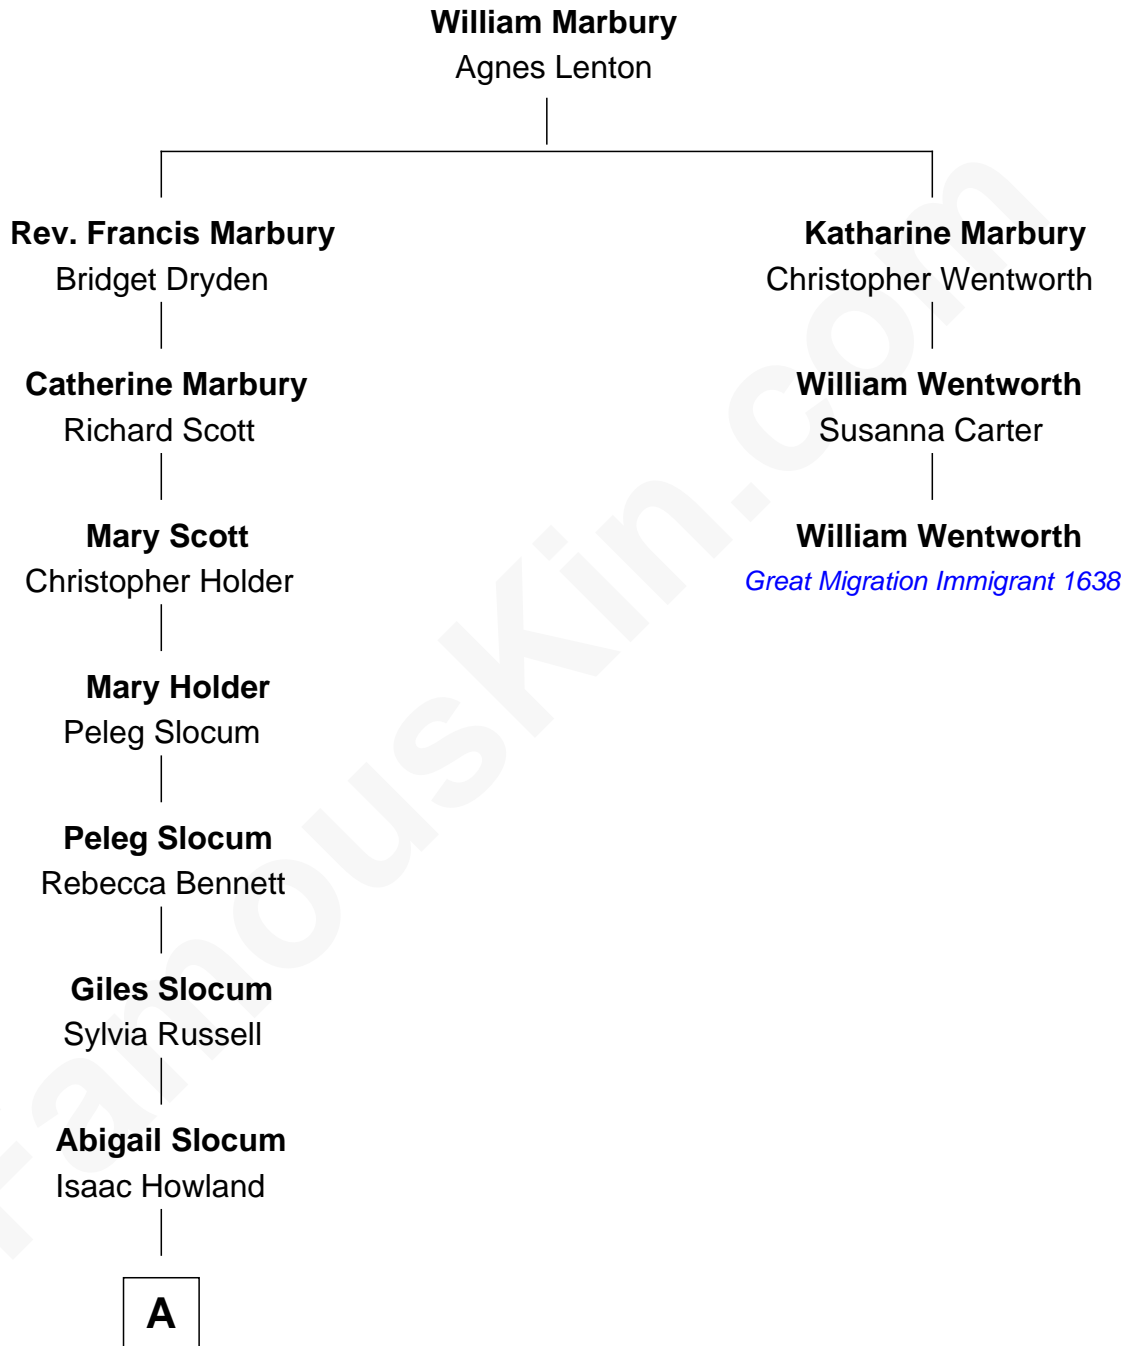 William Marbury
Agnes Lenton
Rev. Francis Marbury
Bridget Dryden
Katharine Marbury
Christopher Wentworth
Catherine Marbury
Richard Scott
William Wentworth
Susanna Carter
Mary Scott
Christopher Holder
William Wentworth
Great Migration Immigrant 1638
Mary Holder
Peleg Slocum
Peleg Slocum
Rebecca Bennett
Giles Slocum
Sylvia Russell
Abigail Slocum
Isaac Howland
A
FamousKin.com